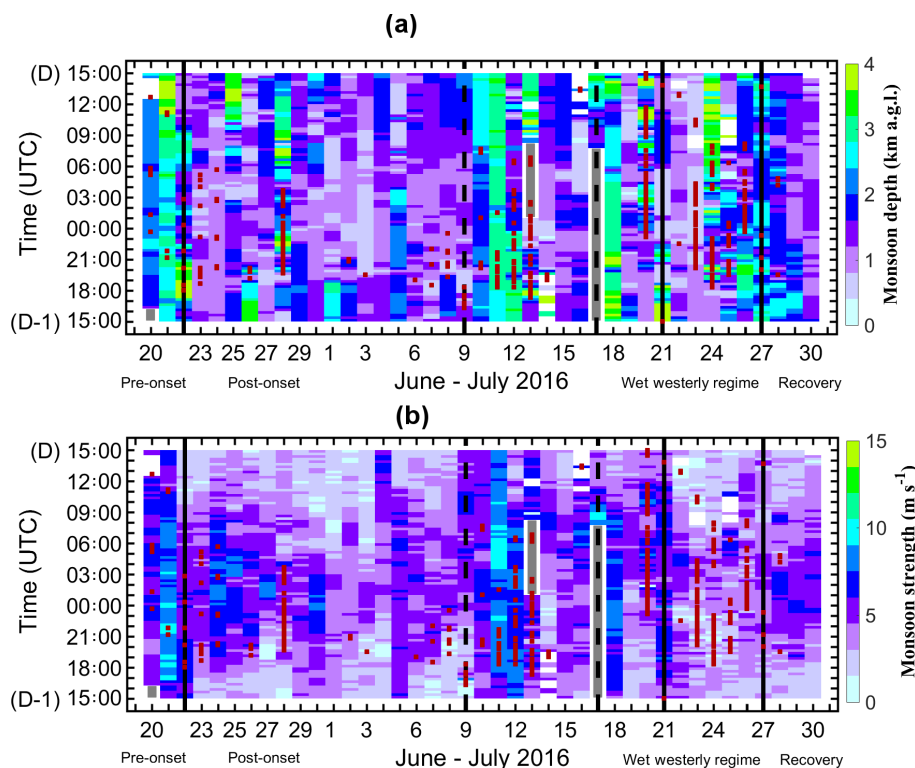 (a)
(D) 15:00
12:00
09:00
06:00
03:00
00:00
21:00
18:00
(D-1) 15:00
Time (UTC)
20 23 25 27 29 1 3 6 9 12 15 18 21 24 27 30
Pre-onset Post-onset June - July 2016 Wet westerly regime Recovery
4
3
2
1
0
Monsoon depth (km a.g.l.)
(b)
(D) 15:00
12:00
09:00
06:00
03:00
00:00
21:00
18:00
(D-1) 15:00
Time (UTC)
20 23 25 27 29 1 3 6 9 12 15 18 21 24 27 30
Pre-onset Post-onset June - July 2016 Wet westerly regime Recovery
15
10
5
0
Monsoon strength (m s⁻¹)